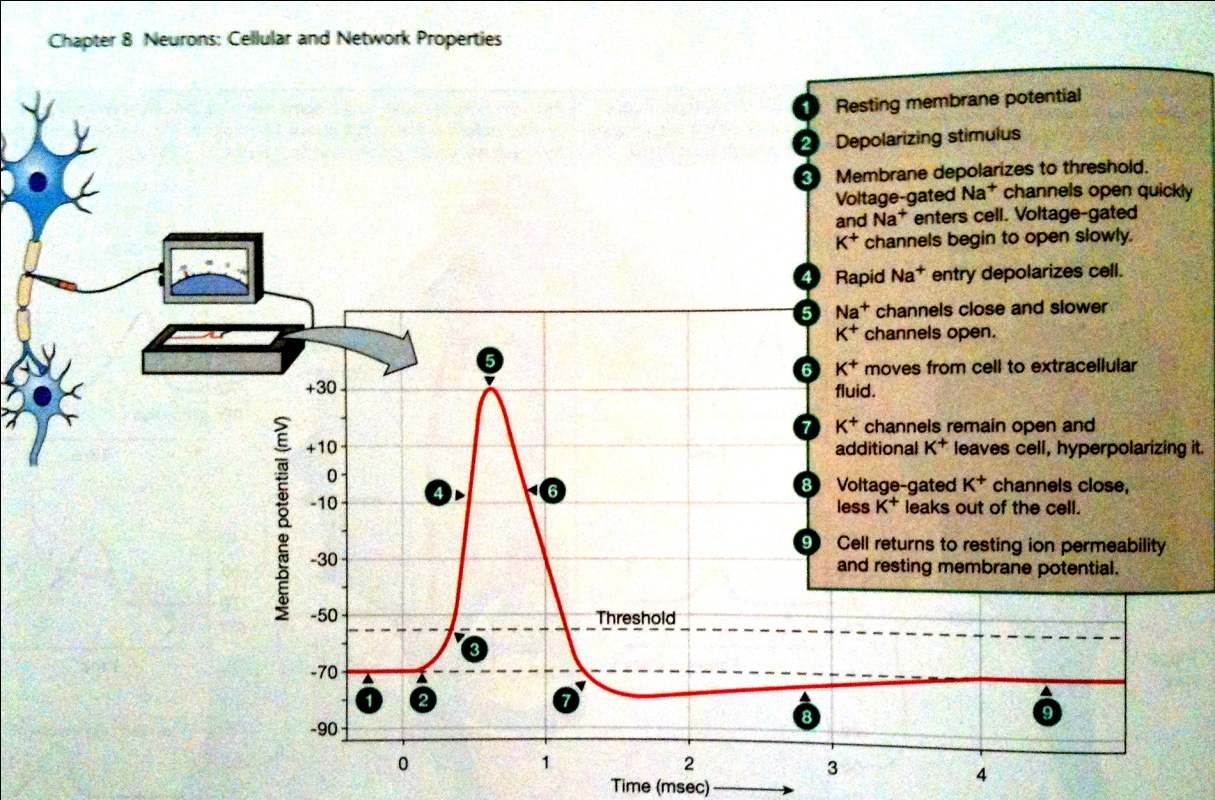 Chapter 8 Neurons: Cellular and Network Properties
1 Resting membrane potential
2 Depolarizing stimulus
3 Membrane depolarizes to threshold.
Voltage-gated Na+ channels open quickly
and Na+ enters cell. Voltage-gated
K+ channels begin to open slowly.
4 Rapid Na+ entry depolarizes cell.
5 Na+ channels close and slower
K+ channels open.
6 K+ moves from cell to extracellular
fluid.
7 K+ channels remain open and
additional K+ leaves cell, hyperpolarizing it.
8 Voltage-gated K+ channels close,
less K+ leaks out of the cell.
9 Cell returns to resting ion permeability
and resting membrane potential.
Membrane potential (mV)
5
+30
+10
0
4 6
-10
-30
-50
Threshold
3
-70
1 2 7 8 9
-90
0 1 2 3 4
Time (msec)